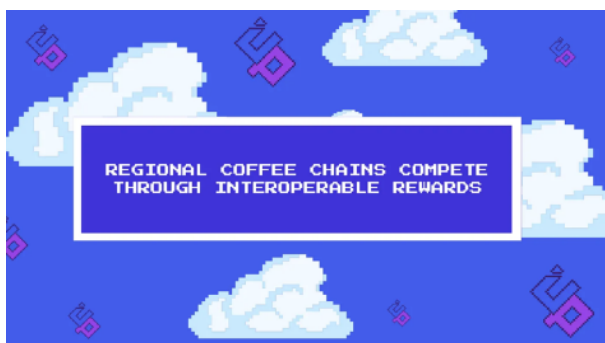 REGIONAL COFFEE CHAINS COMPETE
THROUGH INTEROPERABLE REWARDS